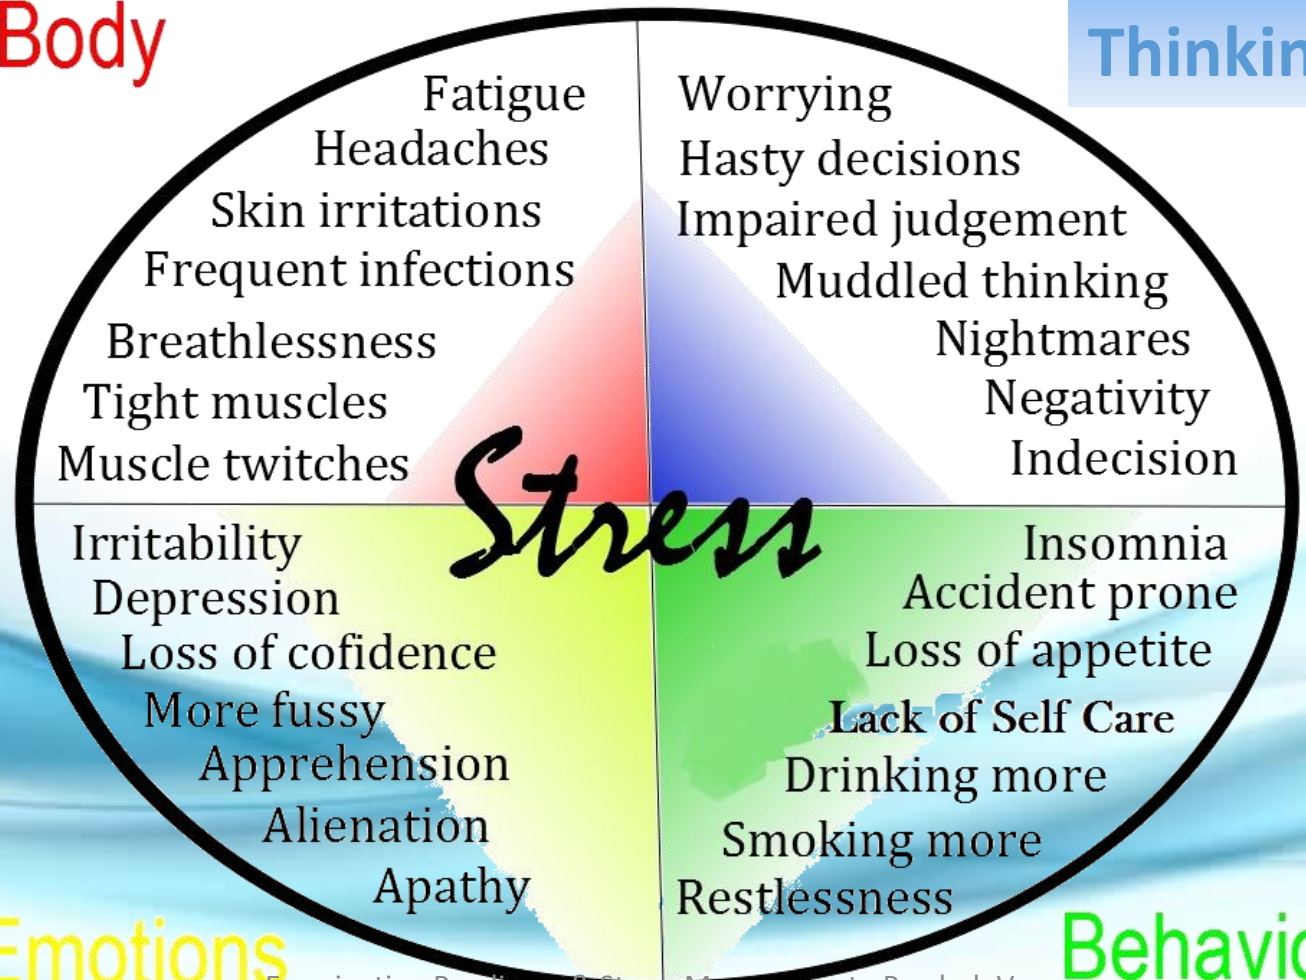 Body
Thinkin
Fatigue
Headaches
Skin irritations
Frequent infections
Breathlessness
Tight muscles
Muscle twitches
Worrying
Hasty decisions
Impaired judgement
Muddled thinking
Nightmares
Negativity
Indecision
Stress
Irritability
Depression
Loss of cofidence
More fussy
Apprehension
Alienation
Apathy
Insomnia
Accident prone
Loss of appetite
Lack of Self Care
Drinking more
Smoking more
Restlessness
Emotions
Behavio